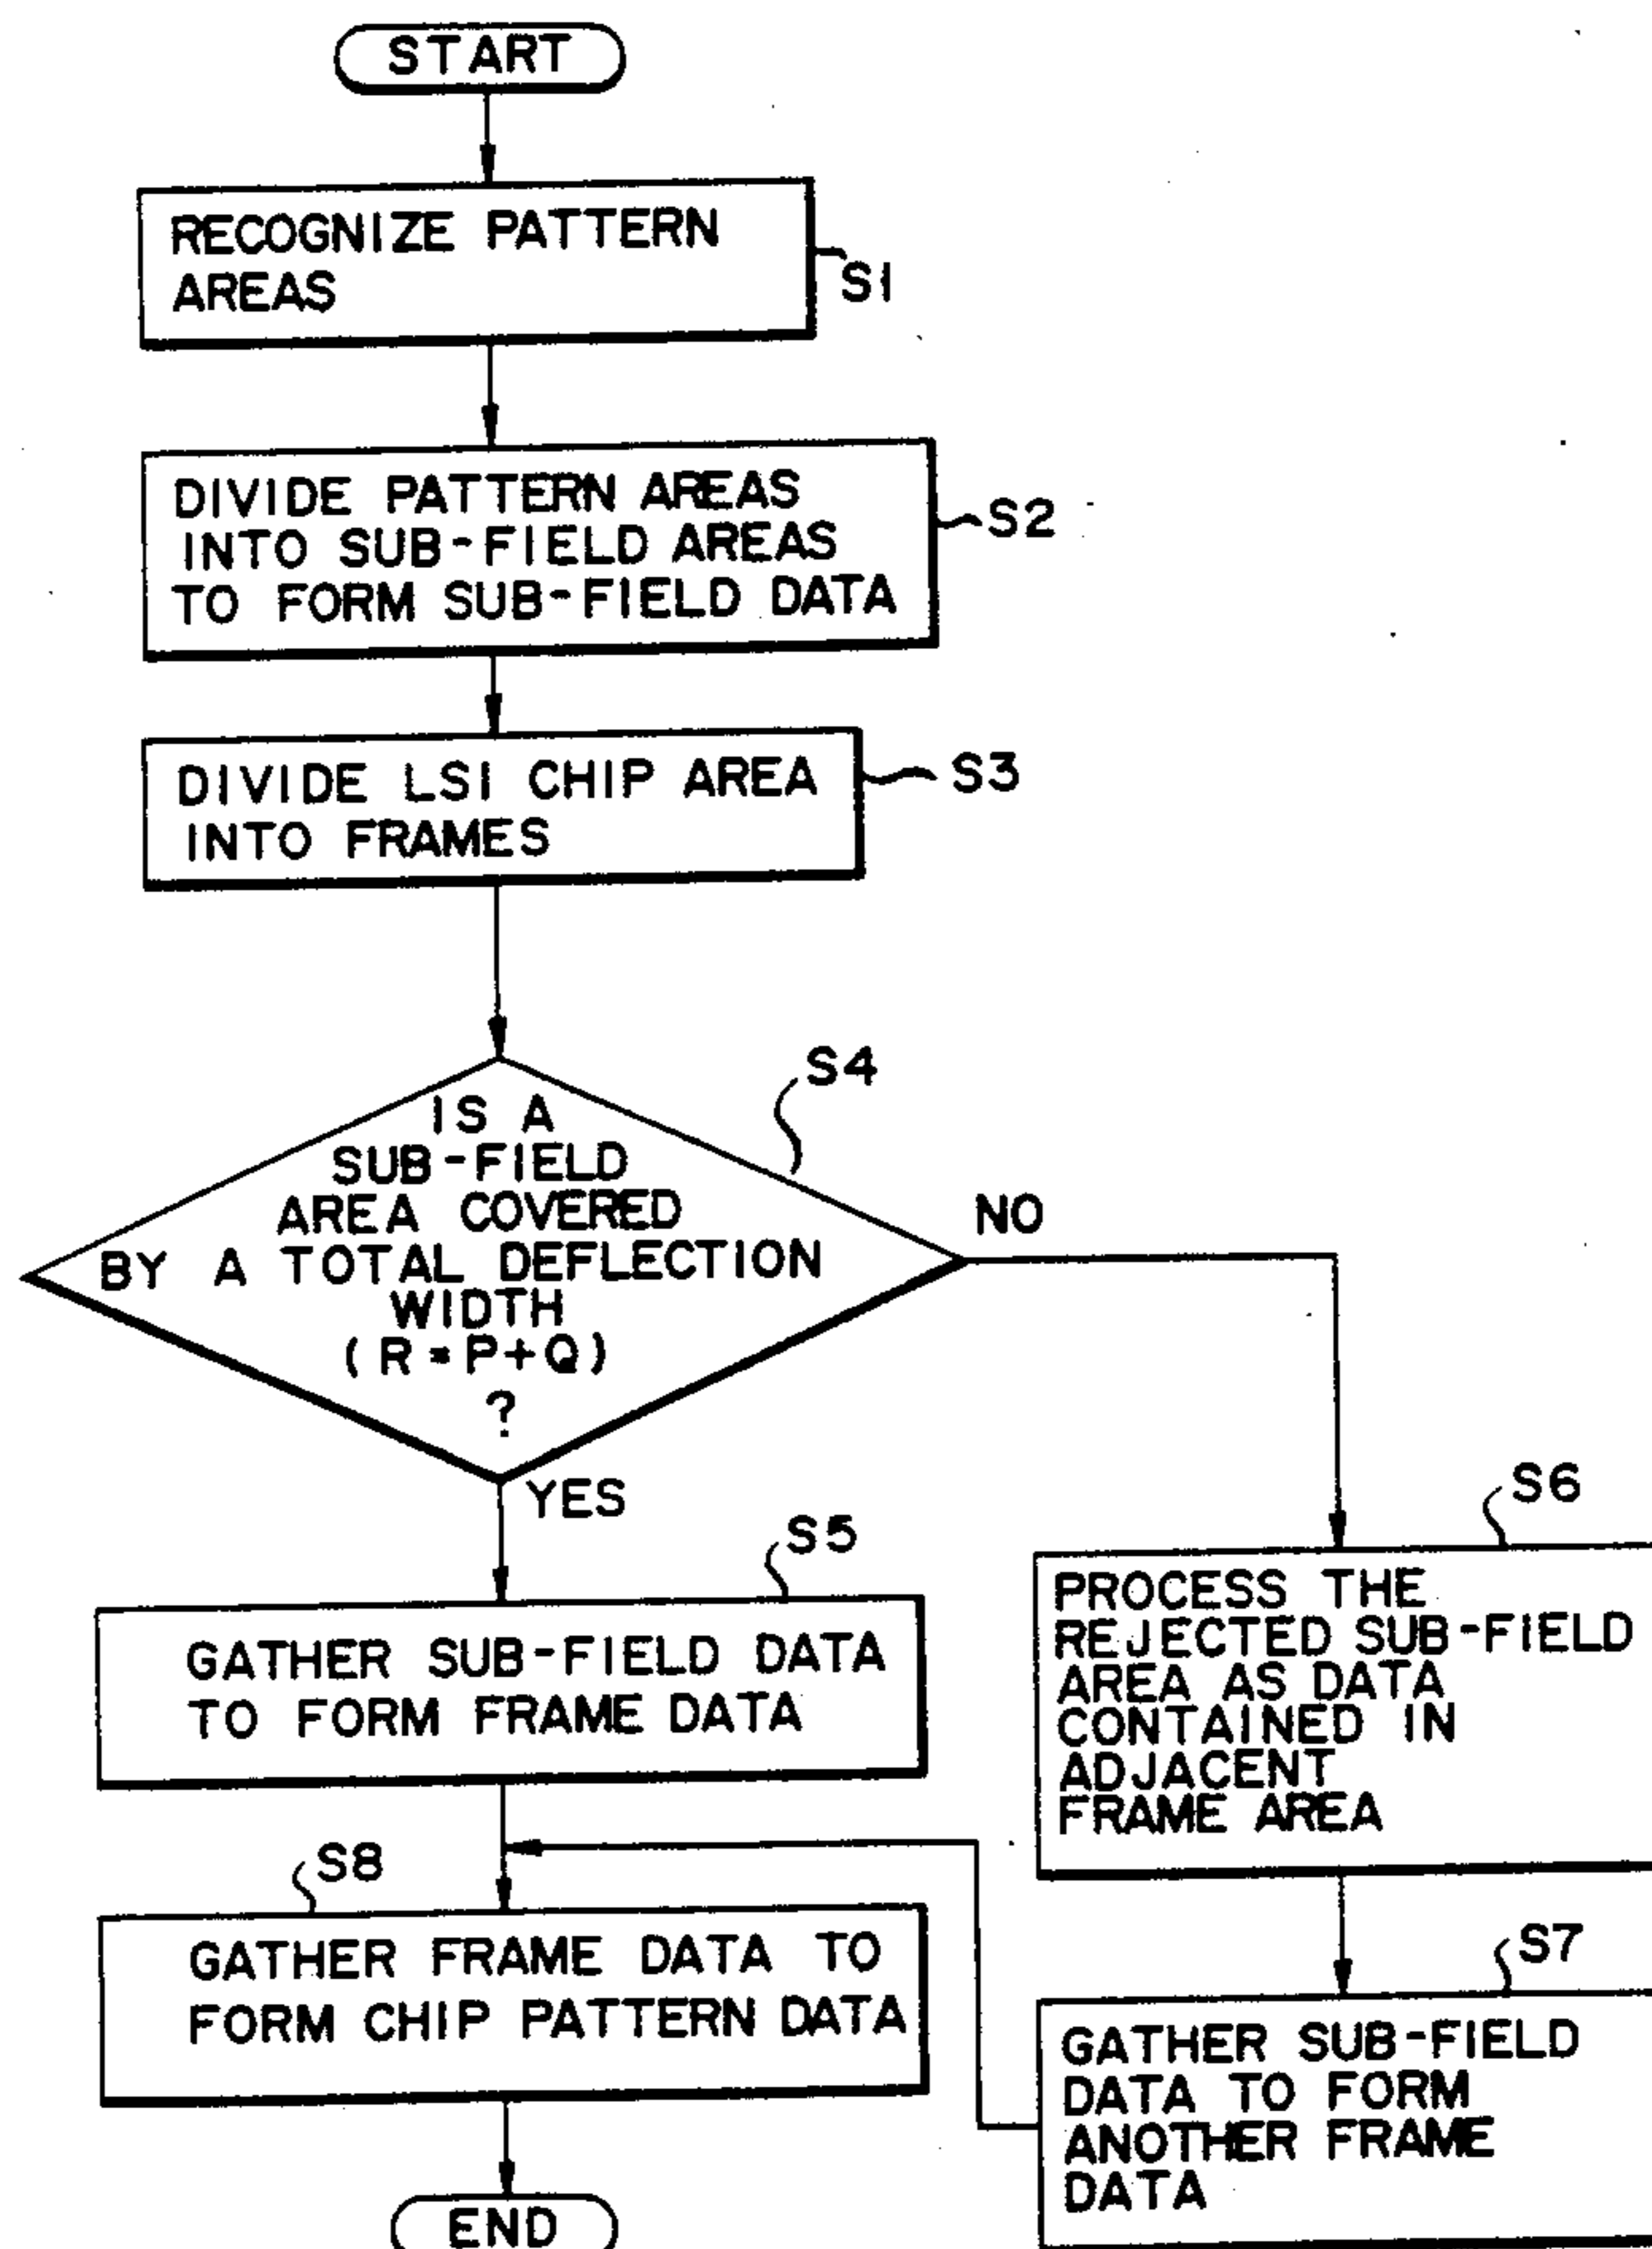 START
RECOGNIZE PATTERN
AREAS
S1
DIVIDE PATTERN AREAS
INTO SUB-FIELD AREAS
TO FORM SUB-FIELD DATA
S2
DIVIDE LSI CHIP AREA
INTO FRAMES
S3
S4
IS A
SUB-FIELD
AREA COVERED
BY A TOTAL DEFLECTION
WIDTH
(R=P+Q)
?
NO
YES
S5
GATHER SUB-FIELD DATA
TO FORM FRAME DATA
S6
PROCESS THE
REJECTED SUB-FIELD
AREA AS DATA
CONTAINED IN
ADJACENT
FRAME AREA
S7
GATHER SUB-FIELD
DATA TO FORM
ANOTHER FRAME
DATA
S8
GATHER FRAME DATA TO
FORM CHIP PATTERN DATA
END